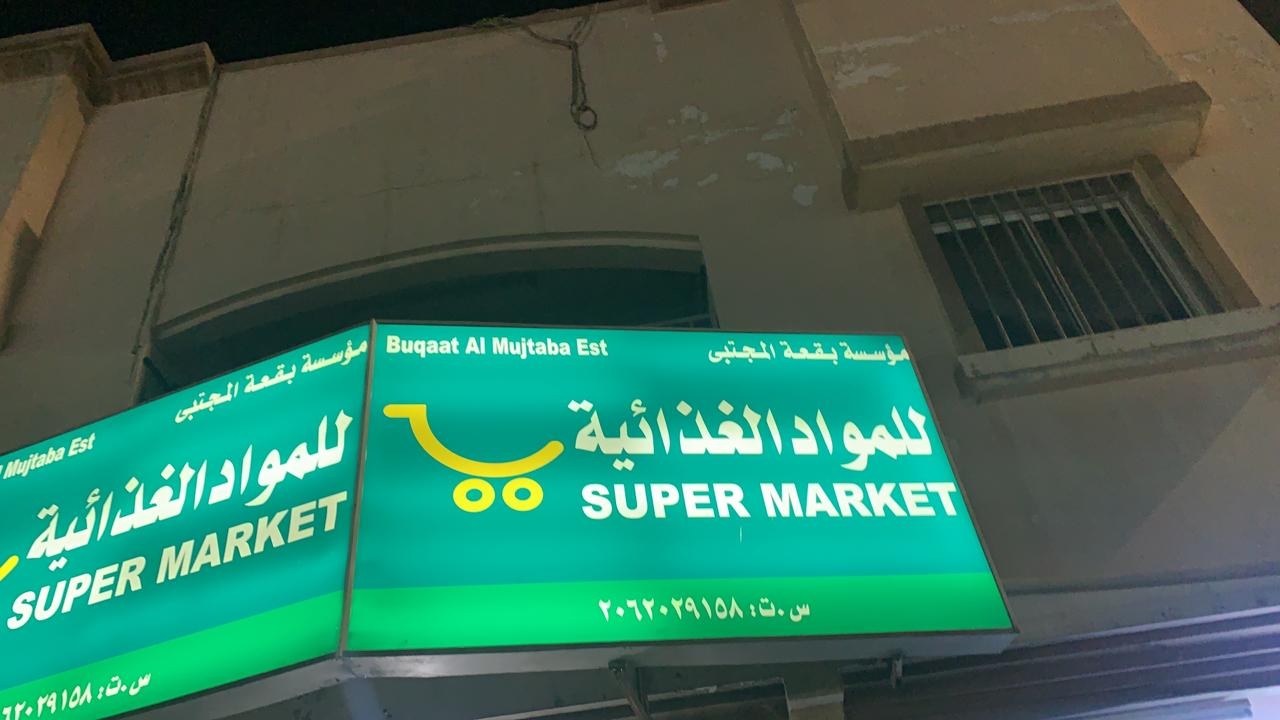 Buqaat Al Mujtaba Est
مؤسسة بقعة المجتبى
للمواد الغذائية
SUPER MARKET
س.ت: ٢٠٦٢٠٢٩١٥٨
Mujtaba Est
مؤسسة بقعة المجتبى
للمواد الغذائية
SUPER MARKET
س.ت: ٢٠٢٩١٥٨